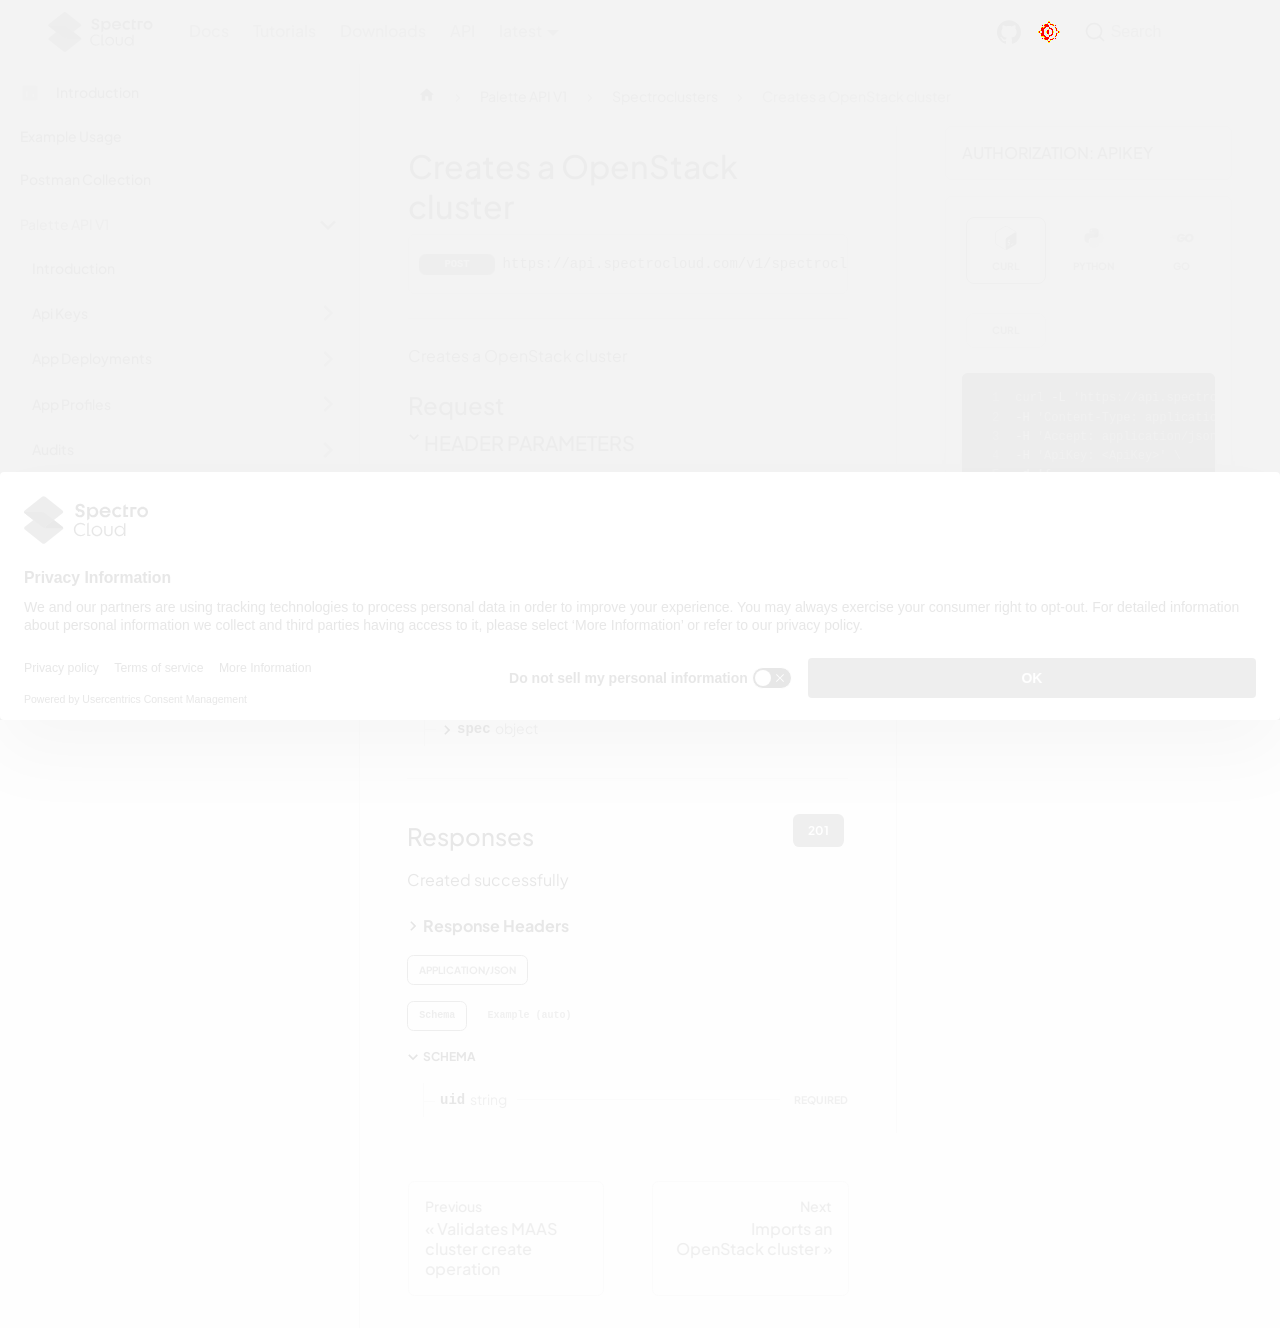 Spectro
Cloud
Docs Tutorials Downloads API latest
Search
Introduction
Example Usage
Postman Collection
Palette API V1
Introduction
Api Keys
App Deployments
App Profiles
Audits
Palette API V1
Spectroclusters
Creates a OpenStack cluster
Creates a OpenStack
cluster
POST https://api.spectrocloud.com/v1/spectrocl
Creates a OpenStack cluster
Request
HEADER PARAMETERS
AUTHORIZATION: APIKEY
CURL PYTHON GO
CURL
Spectro
Cloud
Privacy Information
We and our partners are using tracking technologies to process personal data in order to improve your experience. You may always exercise your consumer right to opt-out. For detailed information
about personal information we collect and third parties having access to it, please select ‘More Information’ or refer to our privacy policy.
Privacy policy Terms of service More Information
Do not sell my personal information
OK
Powered by Usercentrics Consent Management
spec object
Responses
201
Created successfully
Response Headers
APPLICATION/JSON
Schema Example (auto)
SCHEMA
uid string REQUIRED
Previous
« Validates MAAS
cluster create
operation
Next
Imports an
OpenStack cluster »